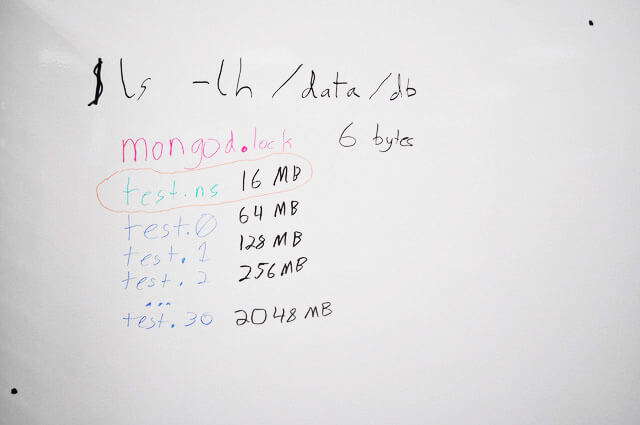 $ ls -lh /data/db
mongod.lock 6 bytes
test.ns 16 MB
test.0 64 MB
test.1 128 MB
test.2 256 MB
...
test.30 2048 MB